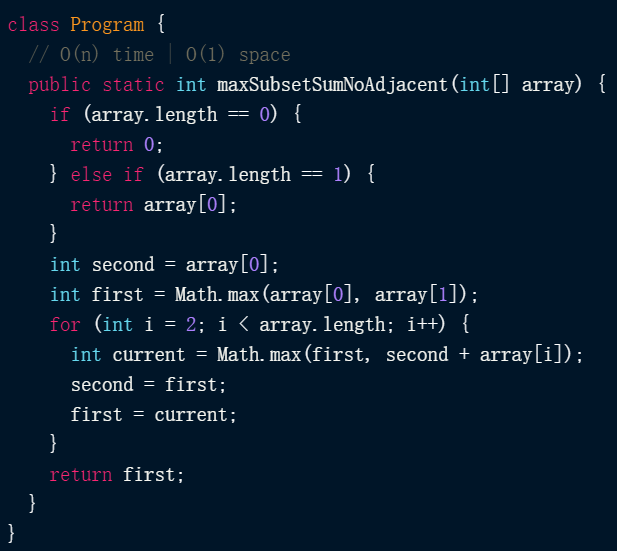 class Program {
  // O(n) time | O(1) space
  public static int maxSubsetSumNoAdjacent(int[] array) {
    if (array.length == 0) {
      return 0;
    } else if (array.length == 1) {
      return array[0];
    }
    int second = array[0];
    int first = Math.max(array[0], array[1]);
    for (int i = 2; i < array.length; i++) {
      int current = Math.max(first, second + array[i]);
      second = first;
      first = current;
    }
    return first;
  }
}